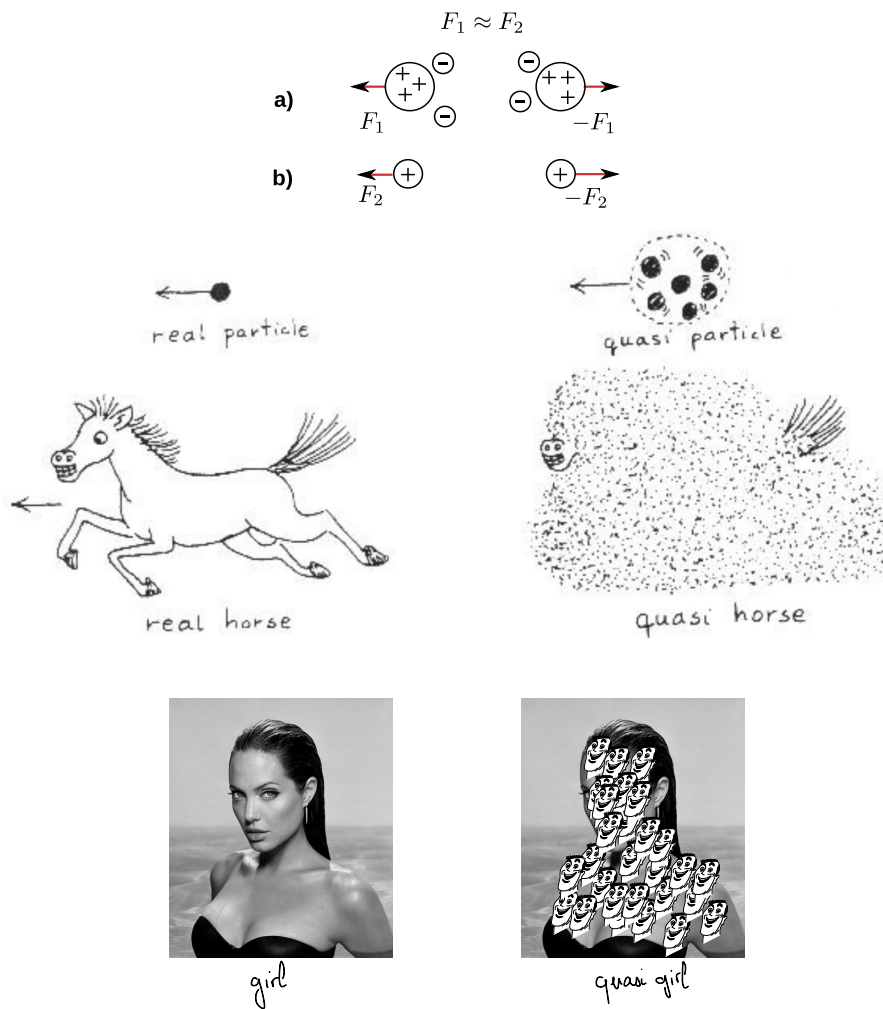 F₁ ≈ F₂
a)
F₁
−F₁
b)
F₂
−F₂
real particle
quasi particle
real horse
quasi horse
girl
quasi girl